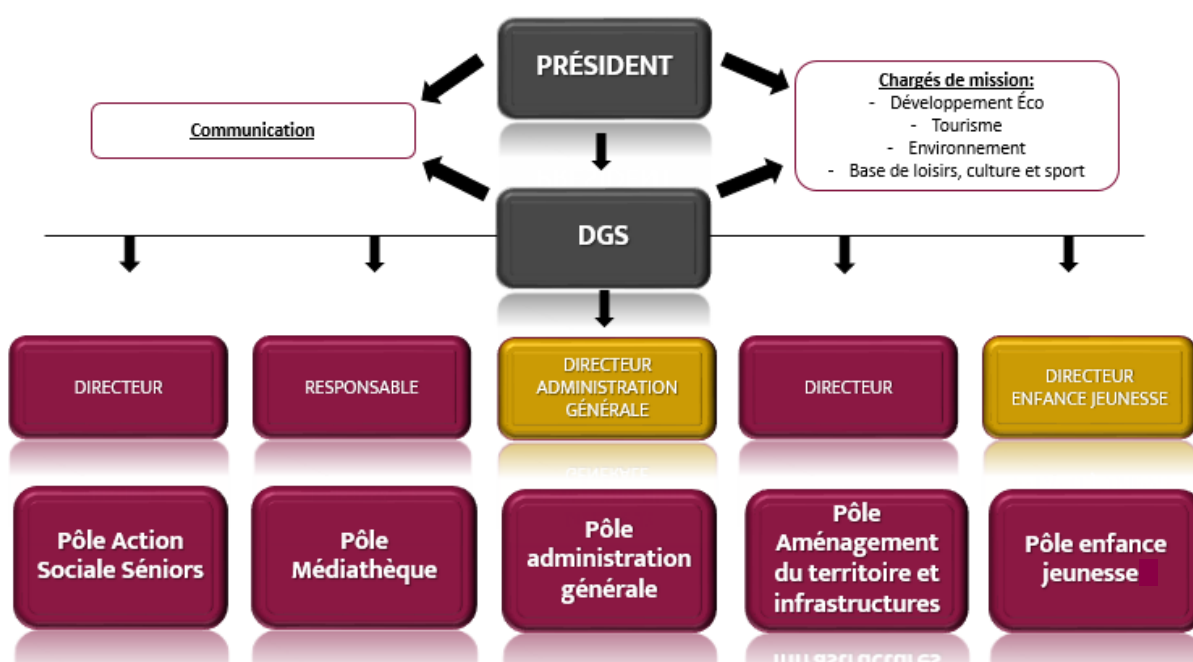 PRÉSIDENT
Communication
Chargés de mission:
- Développement Éco
- Tourisme
- Environnement
- Base de loisirs, culture et sport
DGS
DIRECTEUR
RESPONSABLE
DIRECTEUR
ADMINISTRATION
GÉNÉRALE
DIRECTEUR
DIRECTEUR
ENFANCE JEUNESSE
Pôle Action
Sociale Séniors
Pôle
Médiathèque
Pôle
administration
générale
Pôle
Aménagement
du territoire et
infrastructures
Pôle enfance
jeunesse